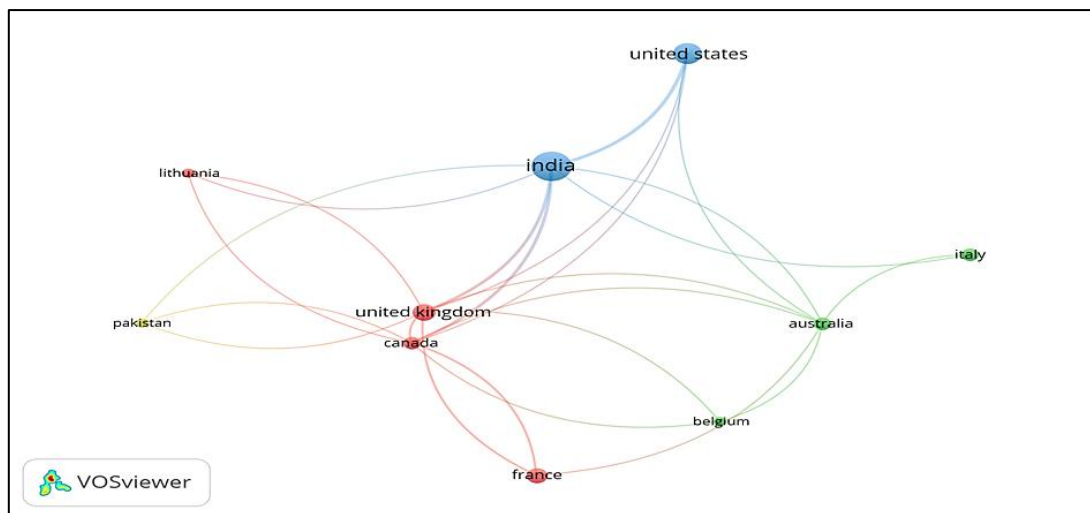 united states
india
lithuania
italy
united kingdom
pakistan
australia
canada
belgium
france
VOSviewer